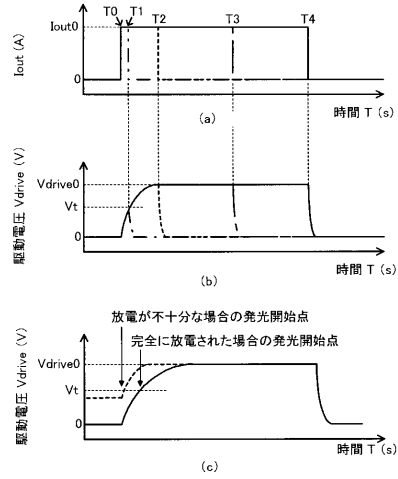 T0 T1 T2 T3 T4
Iout0
Iout (A)
0
時間 T (s)
(a)
駆動電圧 Vdrive (V)
Vdrive0
Vt
0
時間 T (s)
(b)
放電が不十分な場合の発光開始点
完全に放電された場合の発光開始点
駆動電圧 Vdrive (V)
Vdrive0
Vt
0
時間 T (s)
(c)